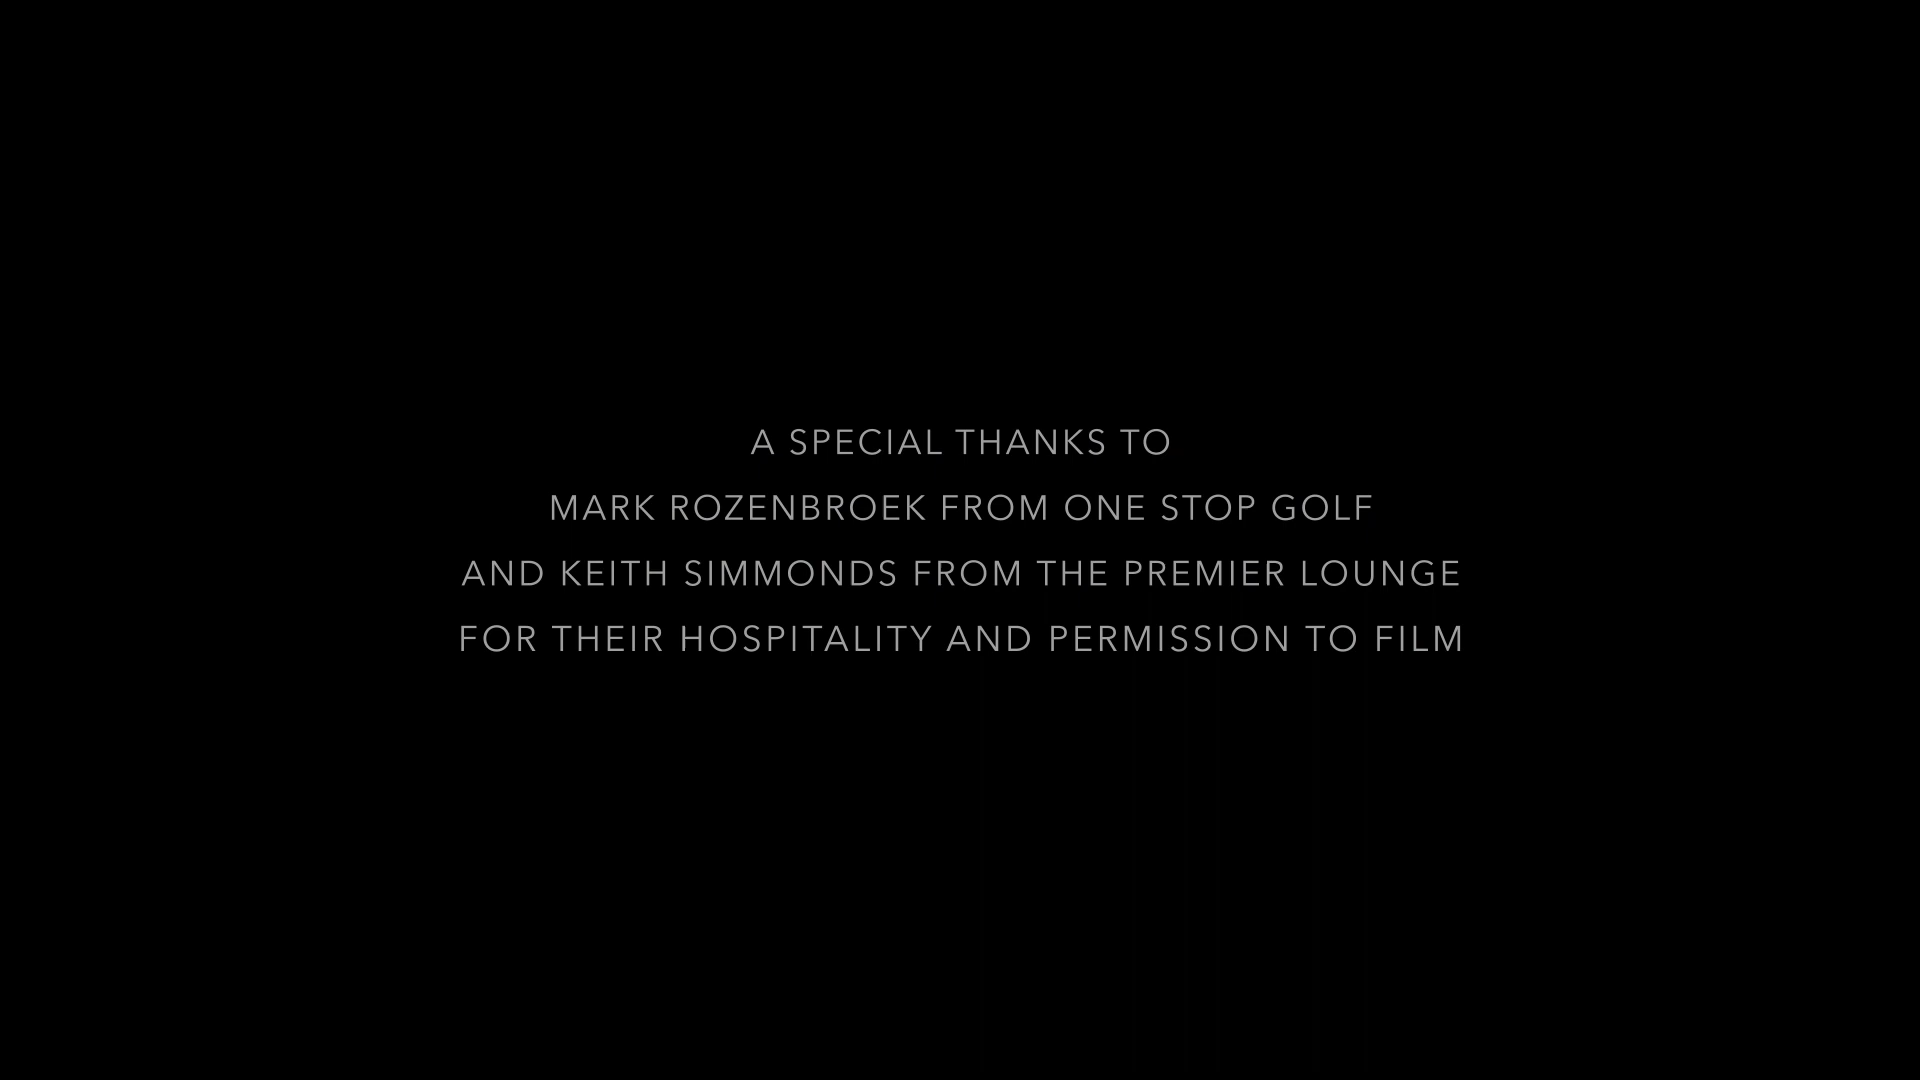 A SPECIAL THANKS TO
MARK ROZENBROEK FROM ONE STOP GOLF
AND KEITH SIMMONDS FROM THE PREMIER LOUNGE
FOR THEIR HOSPITALITY AND PERMISSION TO FILM